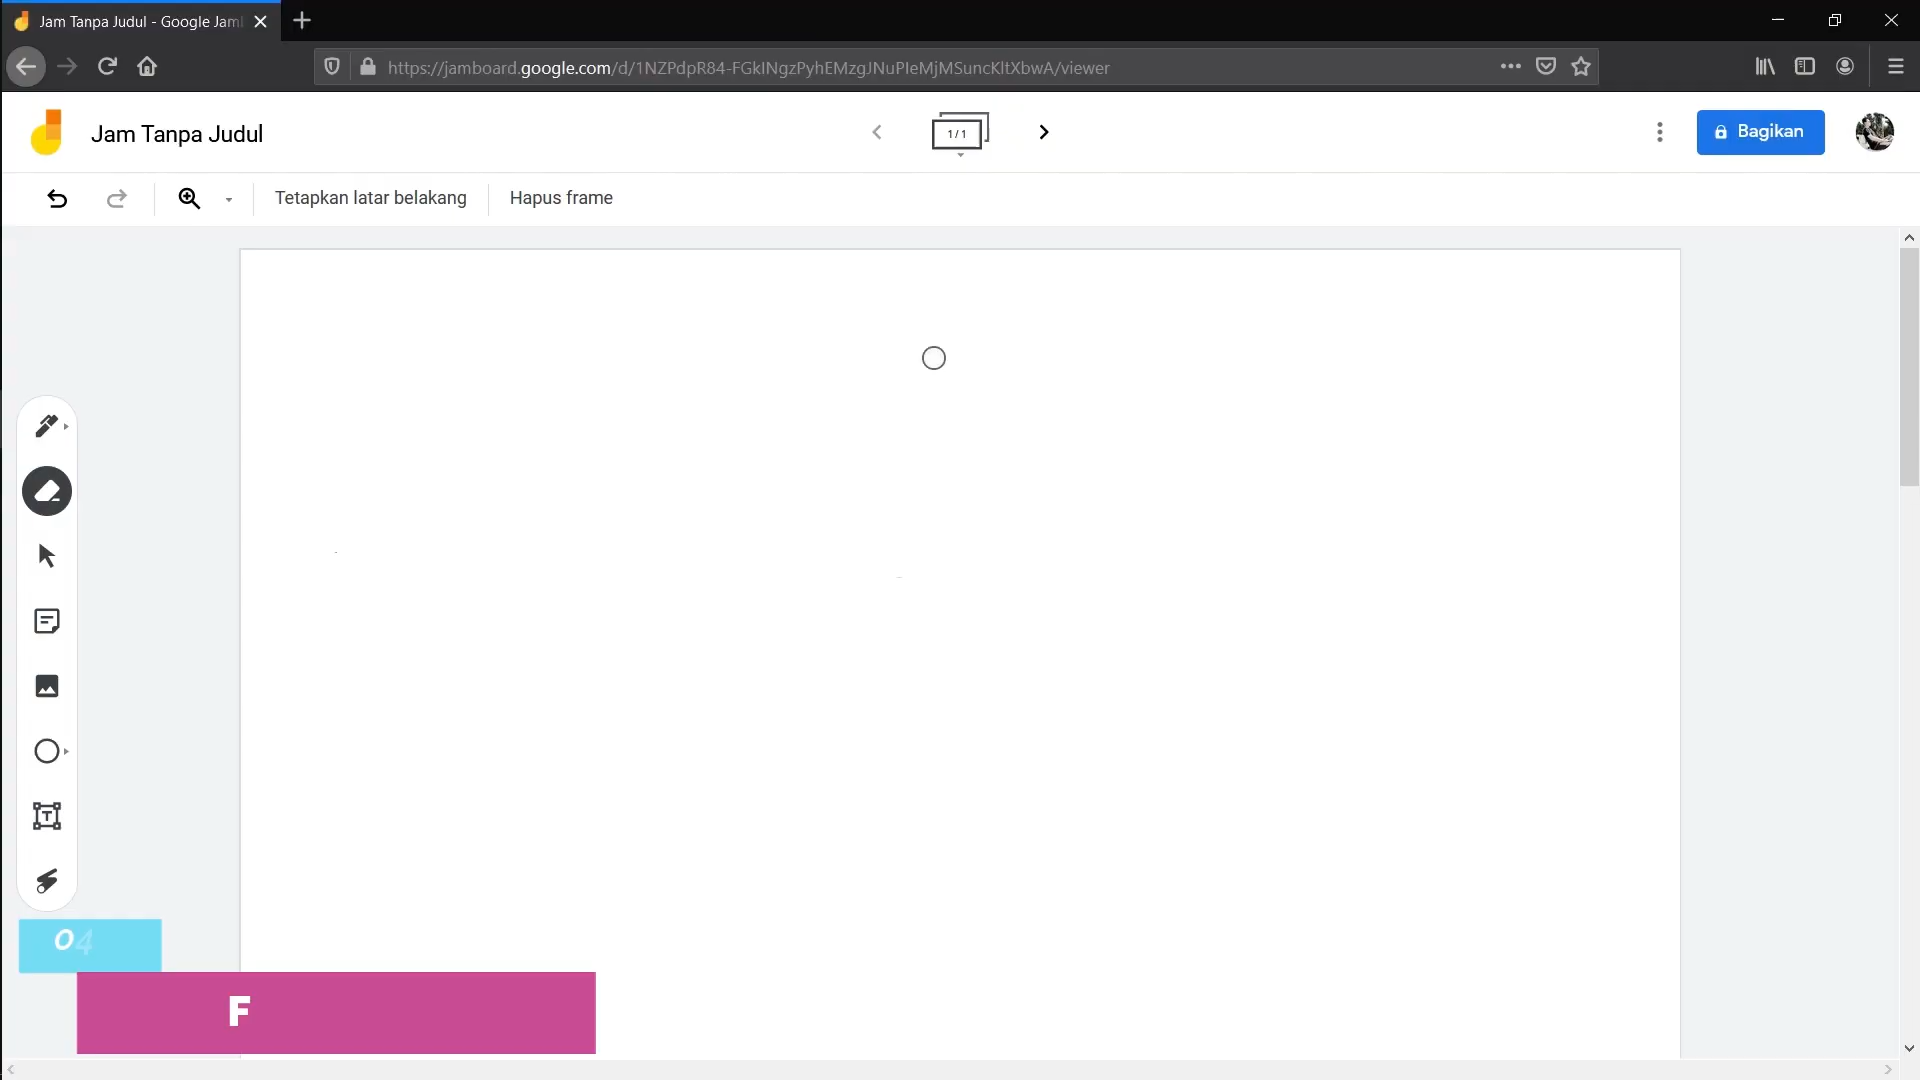 Jam Tanpa Judul - Google Jam
https://jamboard.google.com/d/1NZPdpR84-FGkINgzPyhEMzgJNuPIeMjMSuncKltXbwA/viewer
Jam Tanpa Judul
1/1
Bagikan
Tetapkan latar belakang
Hapus frame
04
F